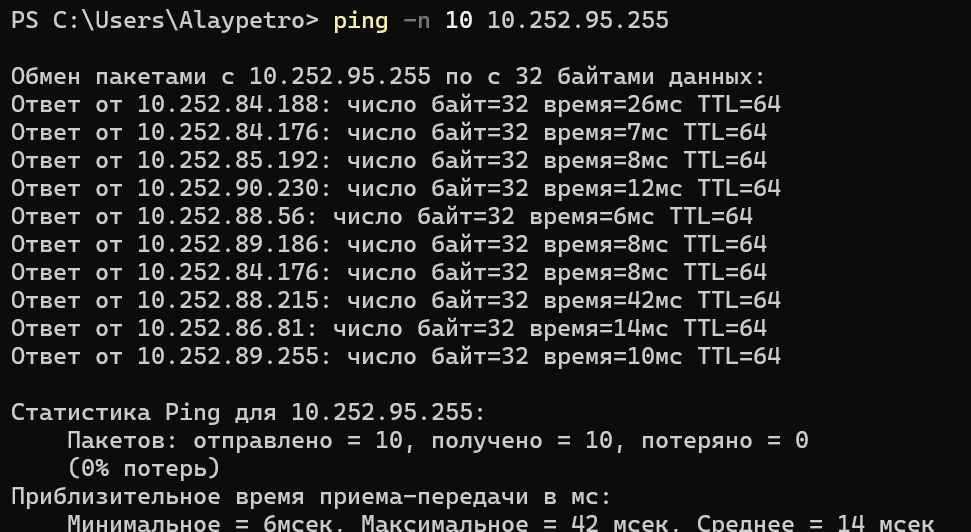 PS C:\Users\Alaypetro> ping -n 10 10.252.95.255
Обмен пакетами с 10.252.95.255 по с 32 байтами данных:
Ответ от 10.252.84.188: число байт=32 время=26мс TTL=64
Ответ от 10.252.84.176: число байт=32 время=7мс TTL=64
Ответ от 10.252.85.192: число байт=32 время=8мс TTL=64
Ответ от 10.252.90.230: число байт=32 время=12мс TTL=64
Ответ от 10.252.88.56: число байт=32 время=6мс TTL=64
Ответ от 10.252.89.186: число байт=32 время=8мс TTL=64
Ответ от 10.252.84.176: число байт=32 время=8мс TTL=64
Ответ от 10.252.88.215: число байт=32 время=42мс TTL=64
Ответ от 10.252.86.81: число байт=32 время=14мс TTL=64
Ответ от 10.252.89.255: число байт=32 время=10мс TTL=64
Статистика Ping для 10.252.95.255:
Пакетов: отправлено = 10, получено = 10, потеряно = 0
(0% потерь)
Приблизительное время приема-передачи в мс:
Минимальное = 6мсек, Максимальное = 42 мсек, Среднее = 14 мсек